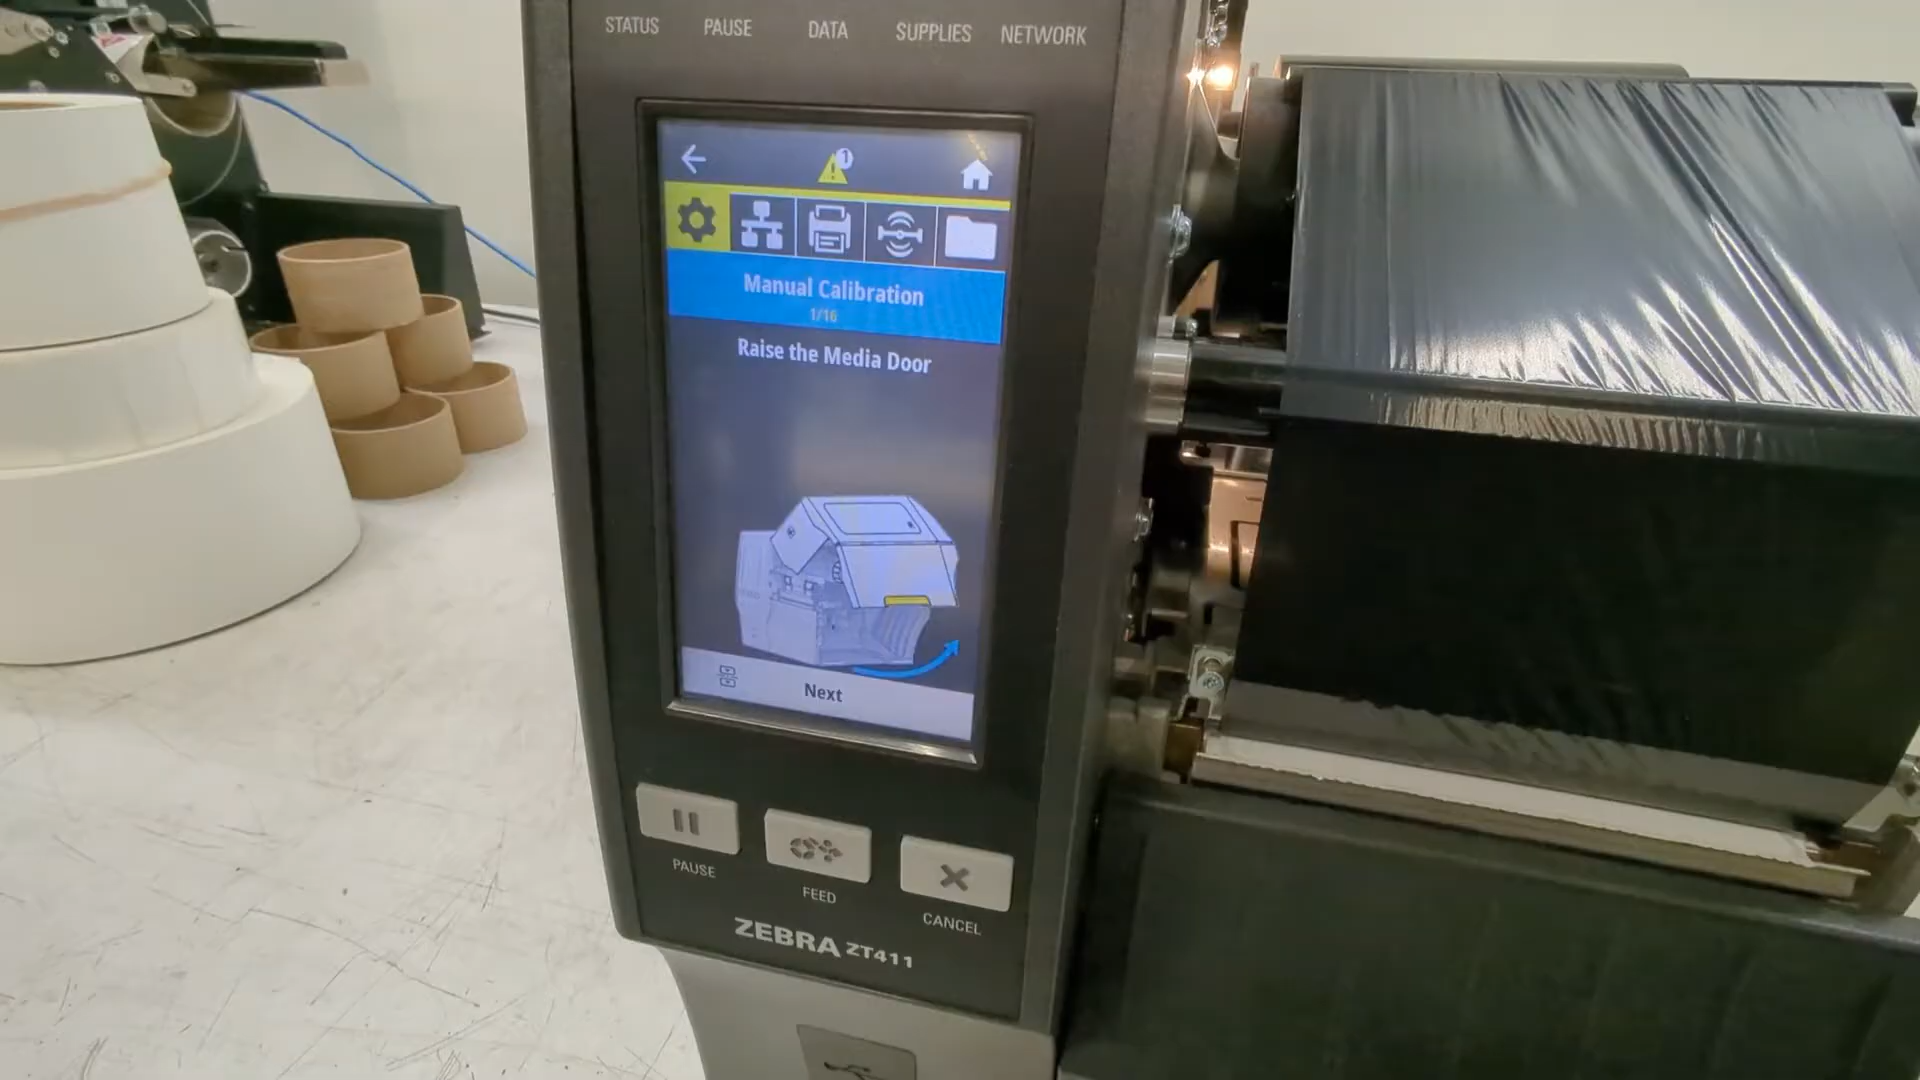 STATUS PAUSE DATA SUPPLIES NETWORK
1
Manual Calibration
1/16
Raise the Media Door
Next
PAUSE
FEED
CANCEL
ZEBRA ZT411